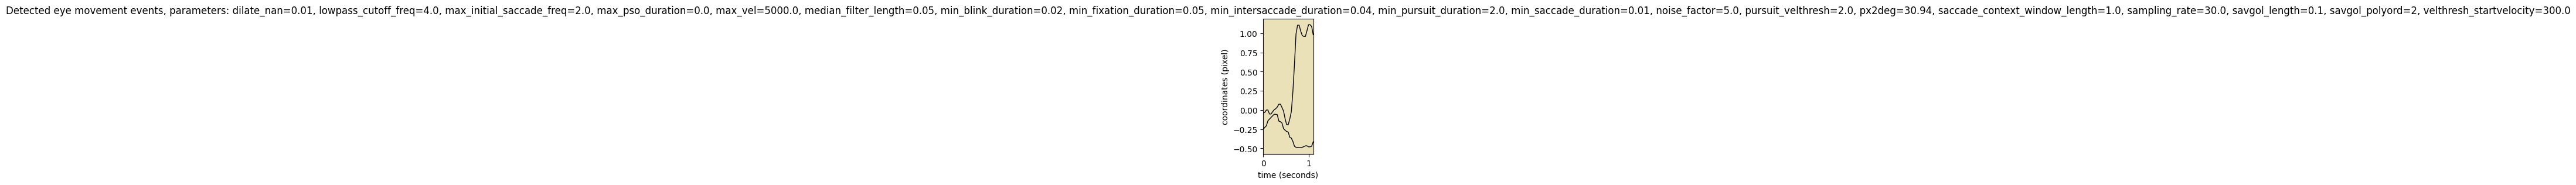 Detected eye movement events, parameters: dilate_nan=0.01, lowpass_cutoff_freq=4.0, max_initial_saccade_freq=2.0, max_pso_duration=0.0, max_vel=5000.0, median_filter_length=0.05, min_blink_duration=0.02, min_fixation_duration=0.05, min_intersaccade_duration=0.04, min_pursuit_duration=2.0, min_saccade_duration=0.01, noise_factor=5.0, pursuit_velthresh=2.0, px2deg=30.94, saccade_context_window_length=1.0, sampling_rate=30.0, savgol_length=0.1, savgol_polyord=2, velthresh_startvelocity=300.0
coordinates (pixel)
1.00
0.75
0.50
0.25
0.00
−0.25
−0.50
0 1
time (seconds)